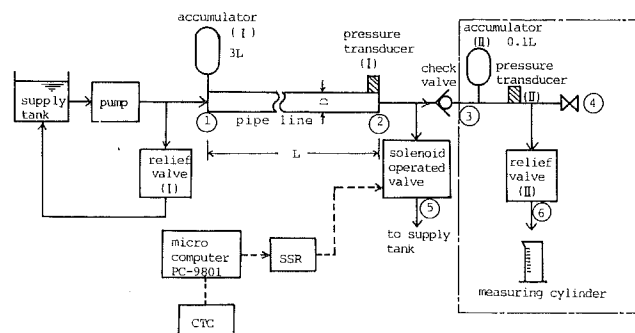 accumulator
(I)
3L
supply
tank
pump
relief
valve
(I)
1
pipe line
D
L
pressure
transducer
(I)
2
check
valve
accumulator
(II) 0.1L
pressure
transducer
(II)
3
4
solenoid
operated
valve
5
to supply
tank
relief
valve
(II)
6
measuring cylinder
micro
computer
PC-9801
SSR
CTC